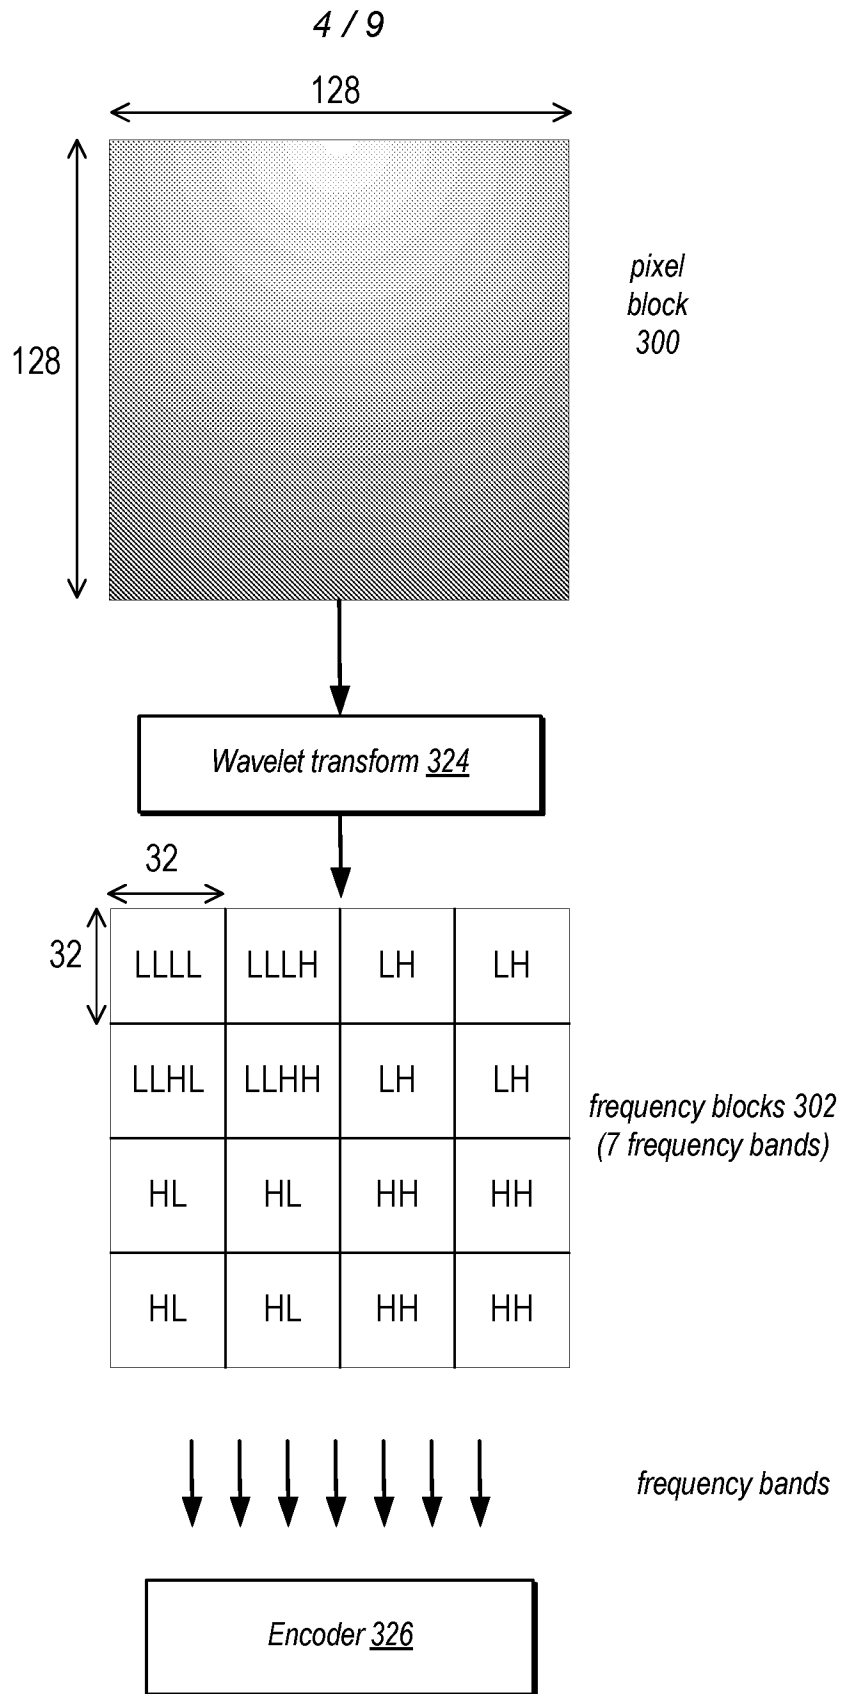 4 / 9
128
128
pixel
block
300
Wavelet transform 324
32
32
LLLL LLLH LH LH
LLHL LLHH LH LH
frequency blocks 302
(7 frequency bands)
HL HL HH HH
HL HL HH HH
frequency bands
Encoder 326